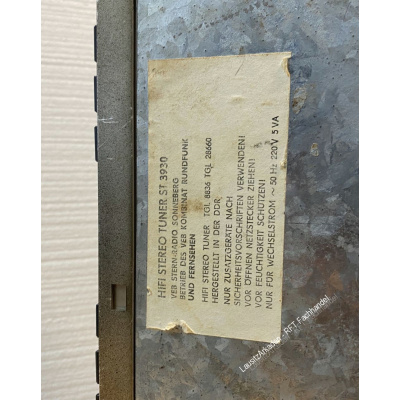 HIFI STEREO TUNER ST 3930
VEB STERN-RADIO SONNEBERG
BETRIEB DES VEB KOMBINAT RUNDFUNK
UND FERNSEHEN
HIFI STEREO TUNER TGL 8836 TGL 28660
HERGESTELLT IN DER DDR
NUR ZUSATZGERÄTE NACH
SICHERHEITSVORSCHRIFTEN VERWENDEN!
VOR ÖFFNEN NETZSTECKER ZIEHEN!
VOR FEUCHTIGKEIT SCHÜTZEN!
NUR FÜR WECHSELSTROM ~ 50 Hz 220 V 5 VA
LausitzArkaden - RFT Fachhandel